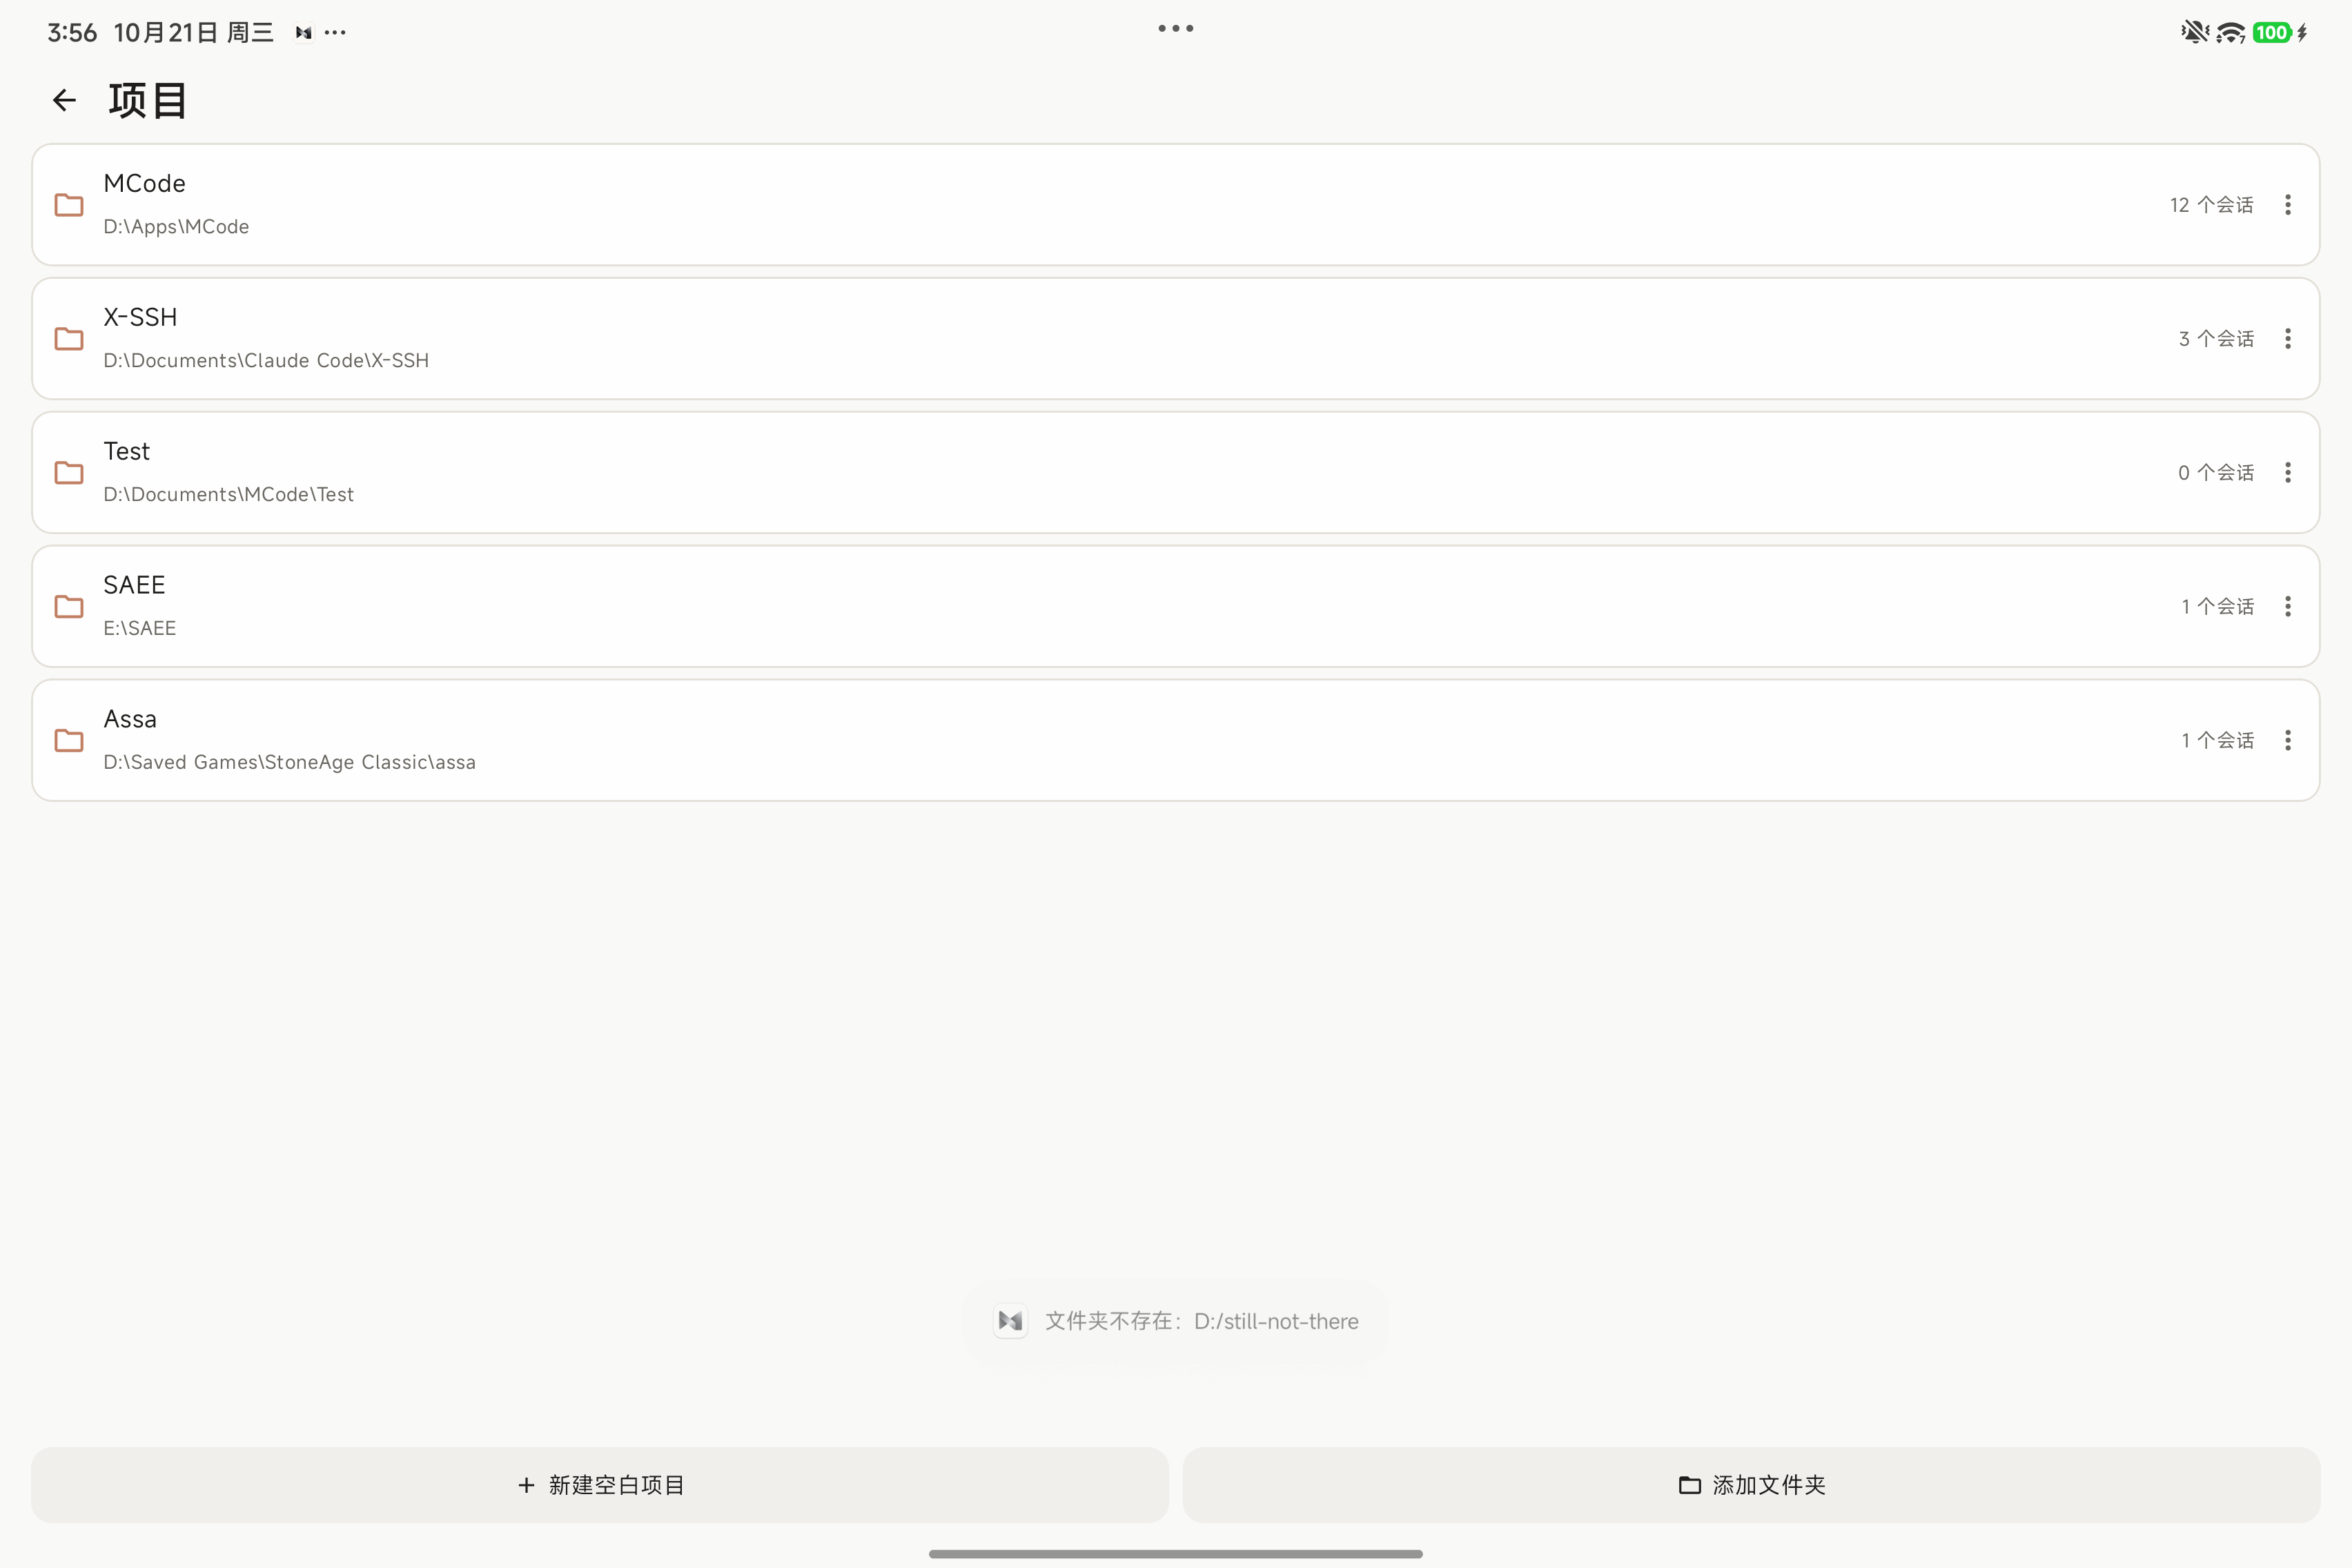 3:56 10月21日 周三
100
项目
MCode
D:\Apps\MCode
12 个会话
X-SSH
D:\Documents\Claude Code\X-SSH
3 个会话
Test
D:\Documents\MCode\Test
0 个会话
SAEE
E:\SAEE
1 个会话
Assa
D:\Saved Games\StoneAge Classic\assa
1 个会话
文件夹不存在：D:/still-not-there
+ 新建空白项目
添加文件夹